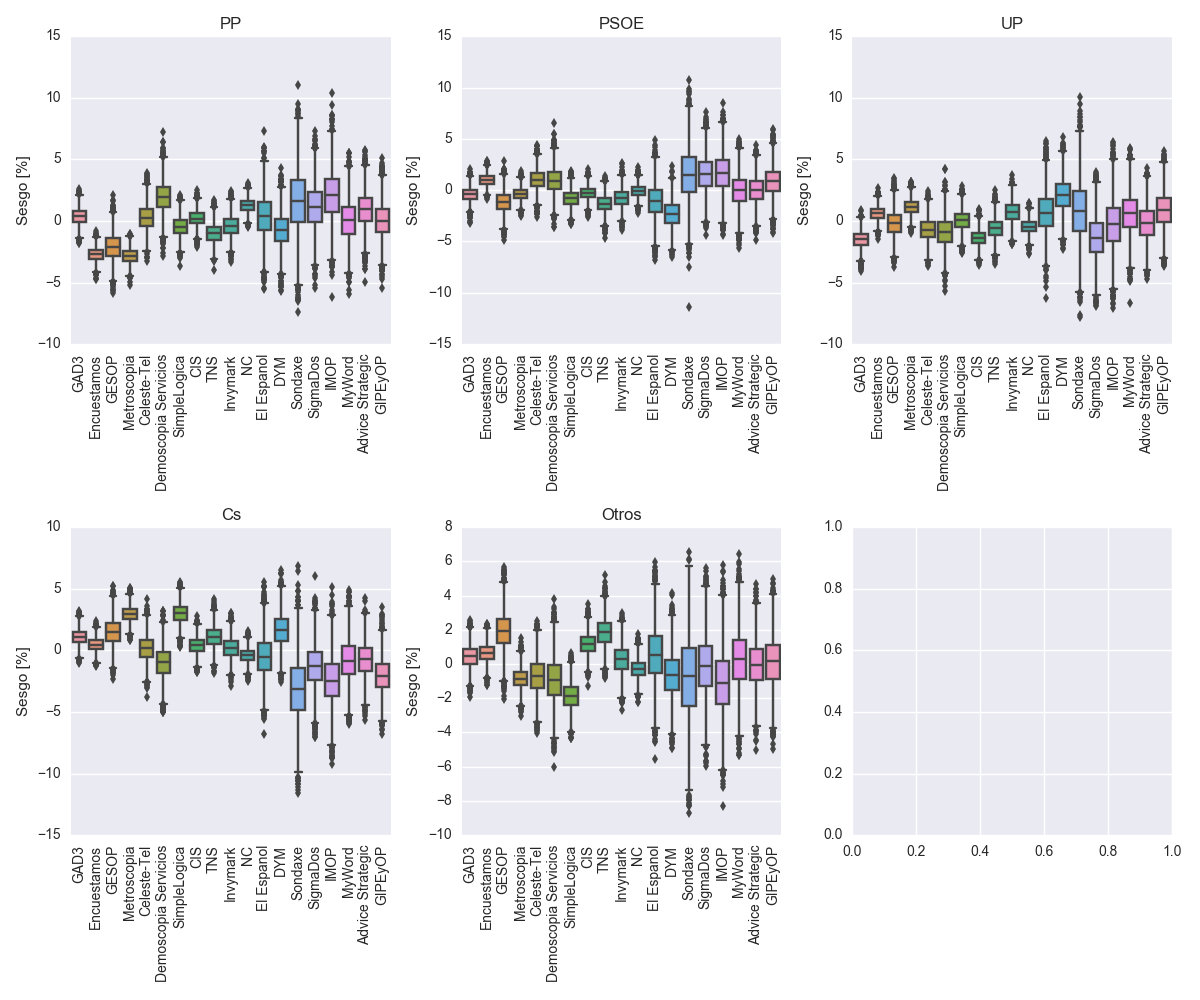 PP
15
10
5
0
−5
−10
Sesgo [%]
GAD3
Encuestamos
GESOP
Metroscopia
Celeste-Tel
Demoscopia Servicios
SimpleLogica
CIS
TNS
Invymark
NC
El Espanol
DYM
Sondaxe
SigmaDos
IMOP
MyWord
Advice Strategic
GIPEyOP
PSOE
15
10
5
0
−5
−10
−15
Sesgo [%]
GAD3
Encuestamos
GESOP
Metroscopia
Celeste-Tel
Demoscopia Servicios
SimpleLogica
CIS
TNS
Invymark
NC
El Espanol
DYM
Sondaxe
SigmaDos
IMOP
MyWord
Advice Strategic
GIPEyOP
UP
15
10
5
0
−5
−10
Sesgo [%]
GAD3
Encuestamos
GESOP
Metroscopia
Celeste-Tel
Demoscopia Servicios
SimpleLogica
CIS
TNS
Invymark
NC
El Espanol
DYM
Sondaxe
SigmaDos
IMOP
MyWord
Advice Strategic
GIPEyOP
Cs
10
5
0
−5
−10
−15
Sesgo [%]
GAD3
Encuestamos
GESOP
Metroscopia
Celeste-Tel
Demoscopia Servicios
SimpleLogica
CIS
TNS
Invymark
NC
El Espanol
DYM
Sondaxe
SigmaDos
IMOP
MyWord
Advice Strategic
GIPEyOP
Otros
8
6
4
2
0
−2
−4
−6
−8
−10
Sesgo [%]
GAD3
Encuestamos
GESOP
Metroscopia
Celeste-Tel
Demoscopia Servicios
SimpleLogica
CIS
TNS
Invymark
NC
El Espanol
DYM
Sondaxe
SigmaDos
IMOP
MyWord
Advice Strategic
GIPEyOP
1.0
0.8
0.6
0.4
0.2
0.0
0.0 0.2 0.4 0.6 0.8 1.0